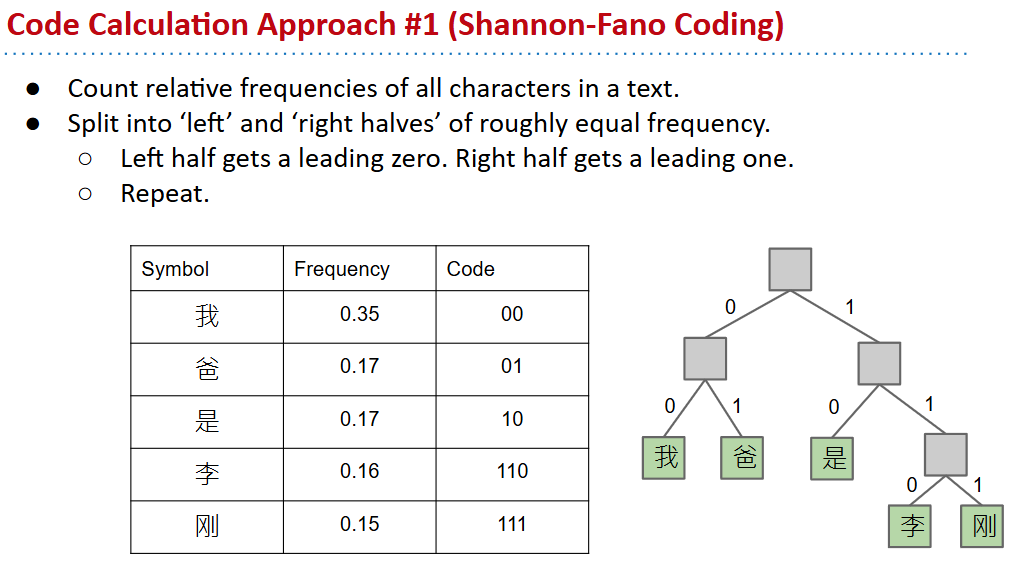 Code Calculation Approach #1 (Shannon-Fano Coding)
● Count relative frequencies of all characters in a text.
● Split into ‘left’ and ‘right halves’ of roughly equal frequency.
○ Left half gets a leading zero. Right half gets a leading one.
○ Repeat.
Symbol Frequency Code
我 0.35 00
爸 0.17 01
是 0.17 10
李 0.16 110
刚 0.15 111
0 1
0 1 0 1
我 爸 是
0 1
李 刚